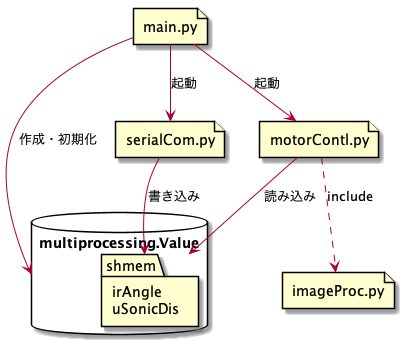 main.py
起動
起動
作成・初期化
serialCom.py
motorContl.py
書き込み
読み込み
include
multiprocessing.Value
shmem
irAngle
uSonicDis
imageProc.py